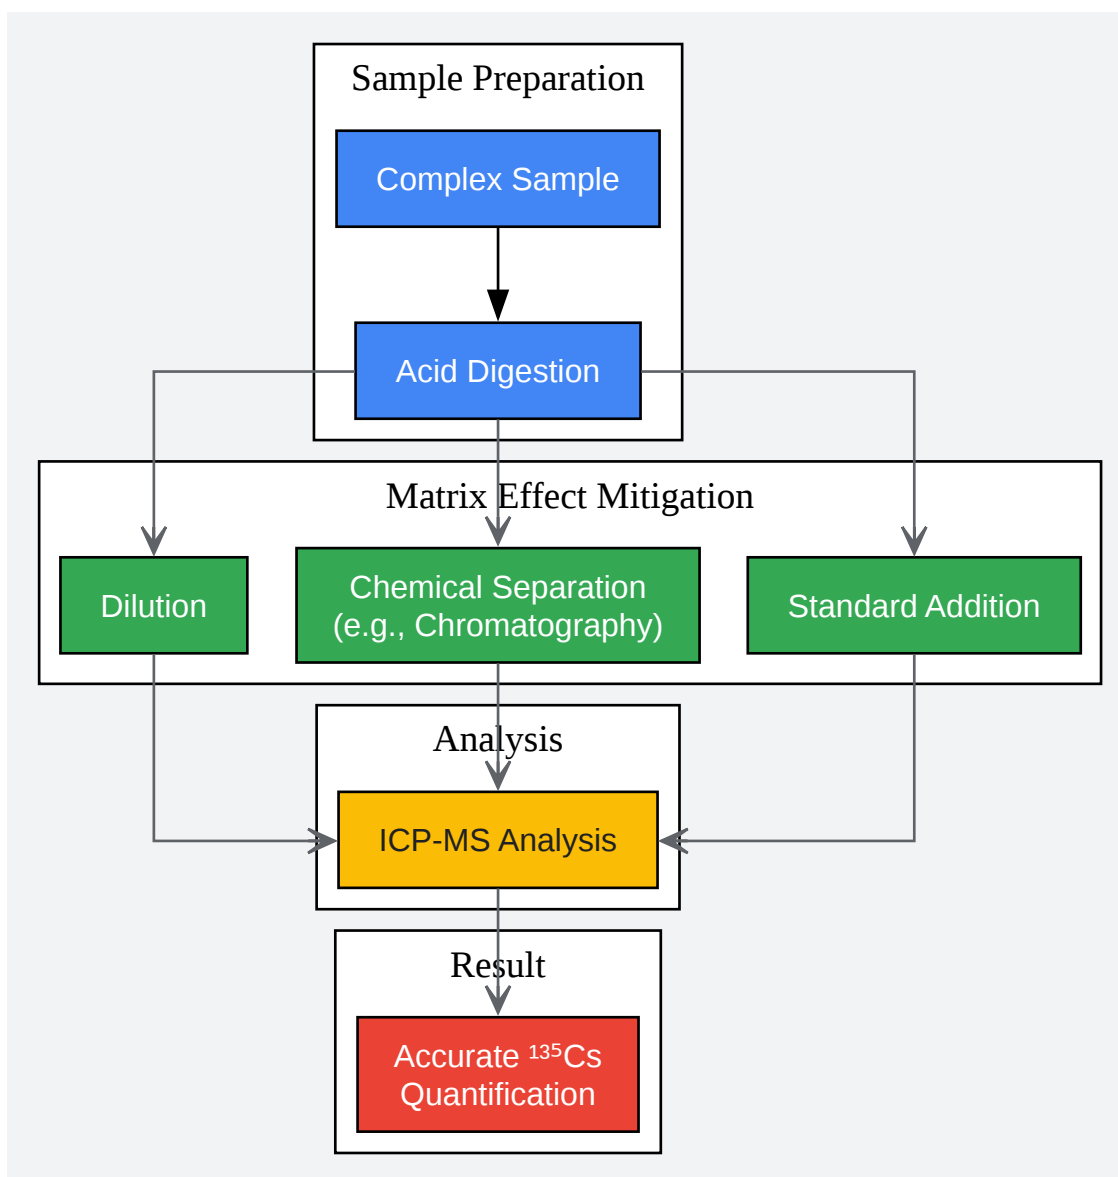 Sample Preparation
Complex Sample
Acid Digestion
Matrix Effect Mitigation
Dilution
Chemical Separation
(e.g., Chromatography)
Standard Addition
Analysis
ICP-MS Analysis
Result
Accurate ¹³⁵Cs
Quantification